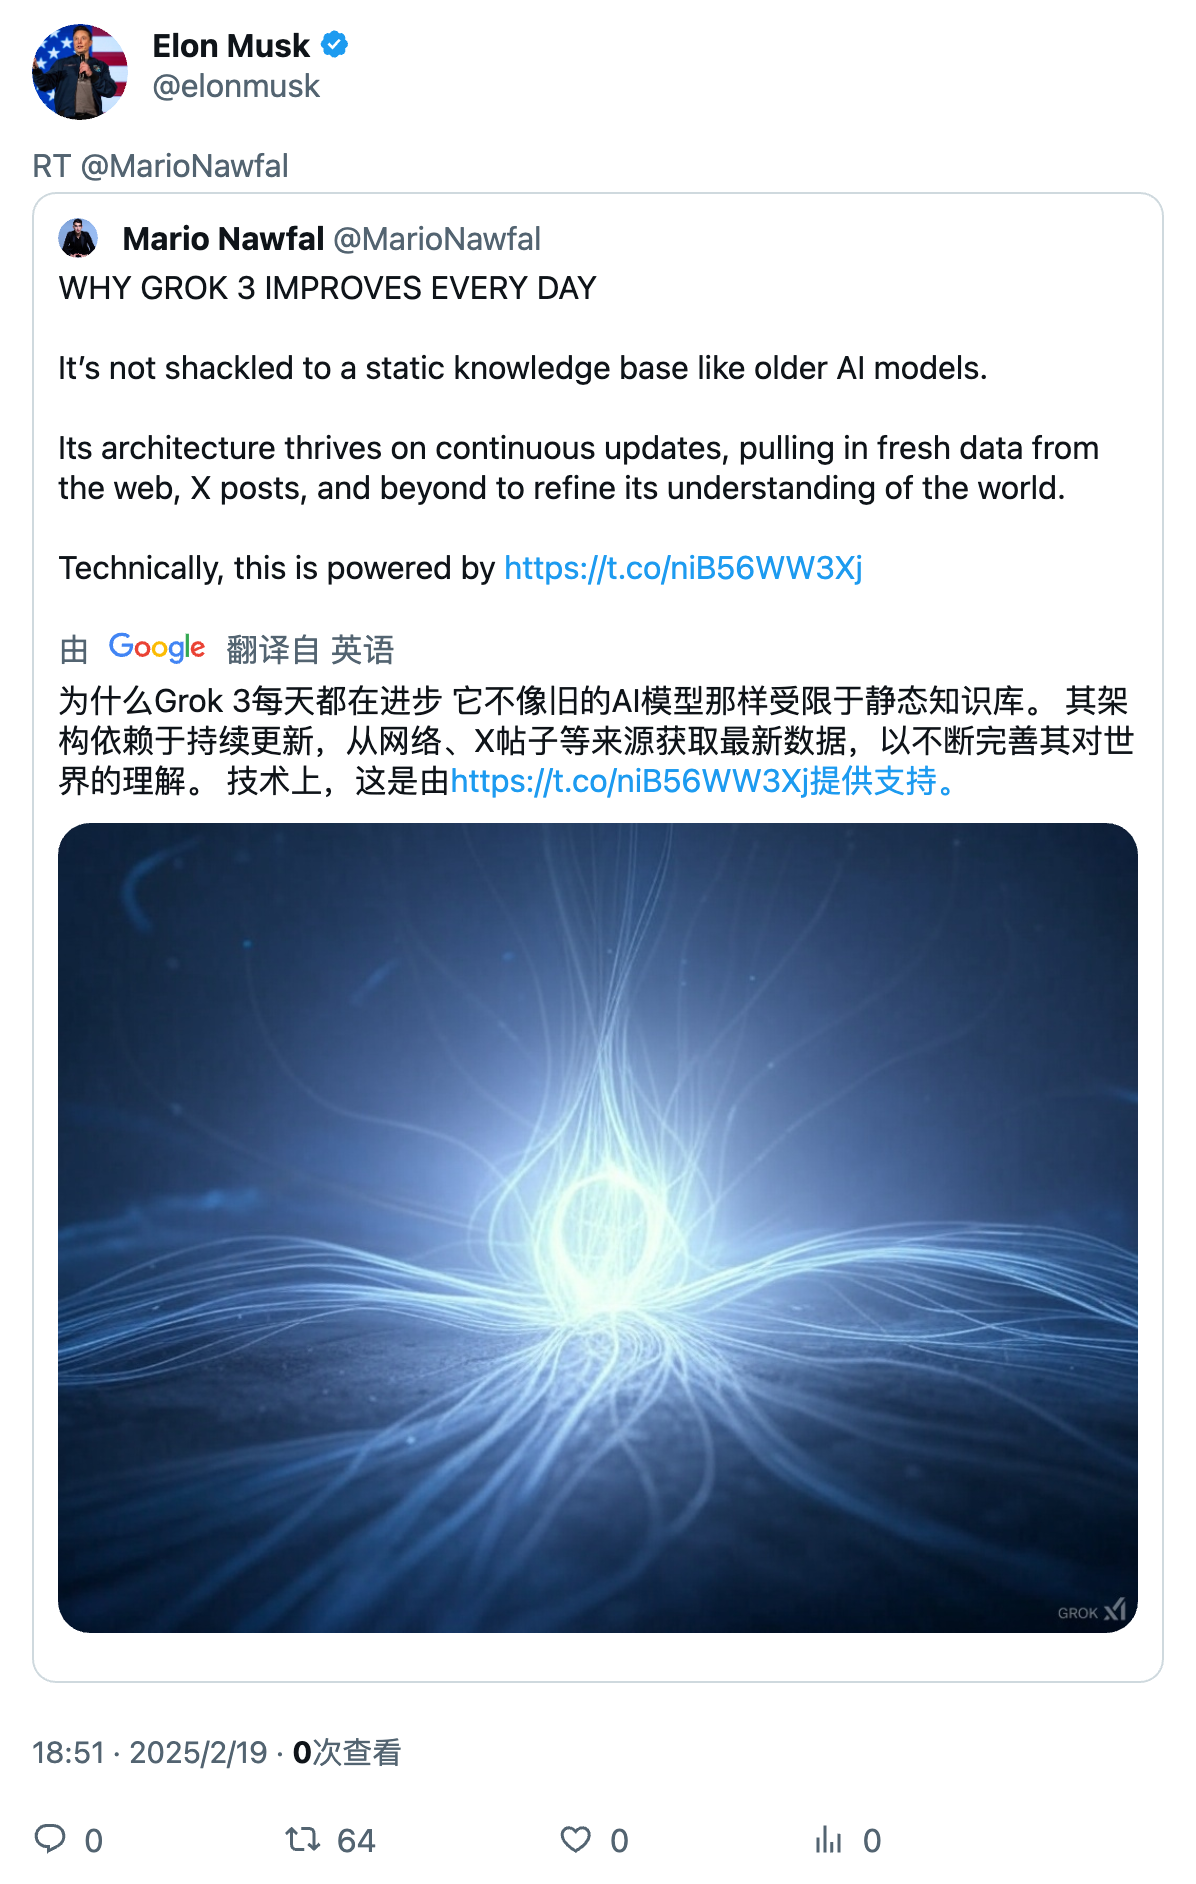 Elon Musk
@elonmusk
RT @MarioNawfal
Mario Nawfal @MarioNawfal
WHY GROK 3 IMPROVES EVERY DAY
It’s not shackled to a static knowledge base like older AI models.
Its architecture thrives on continuous updates, pulling in fresh data from
the web, X posts, and beyond to refine its understanding of the world.
Technically, this is powered by https://t.co/niB56WW3Xj
由 Google 翻译自 英语
为什么Grok 3每天都在进步 它不像旧的AI模型那样受限于静态知识库。 其架
构依赖于持续更新，从网络、X帖子等来源获取最新数据，以不断完善其对世
界的理解。 技术上，这是由https://t.co/niB56WW3Xj提供支持。
GROK
18:51 · 2025/2/19 · 0次查看
0 64 0 0